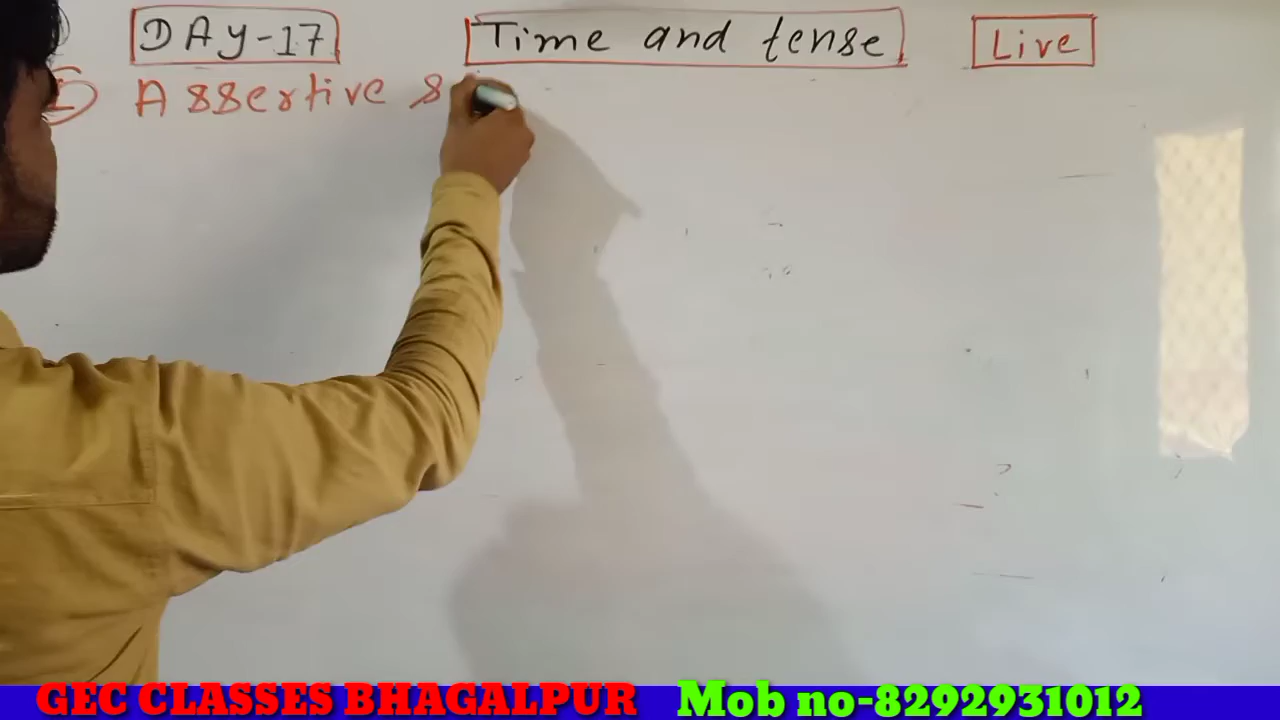 DAY-17 Time and tense Live
Assertive s
GEC CLASSES BHAGALPUR Mob no-8292931012